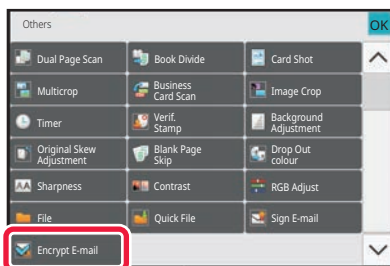 Others
OK
Dual Page Scan
Book Divide
Card Shot
Multicrop
Business
Card Scan
Image Crop
Timer
Verif.
Stamp
Background
Adjustment
Original Skew
Adjustment
Blank Page
Skip
Drop Out
colour
Sharpness
Contrast
RGB Adjust
File
Quick File
Sign E-mail
Encrypt E-mail